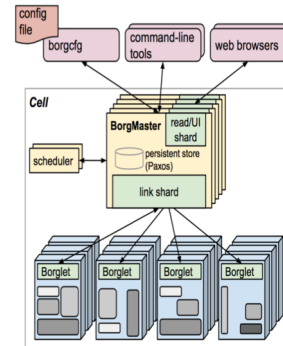 config
file
borgcfg
command-line
tools
web browsers
Cell
BorgMaster
read/UI
shard
persistent store
(Paxos)
scheduler
link shard
Borglet
Borglet
Borglet
Borglet